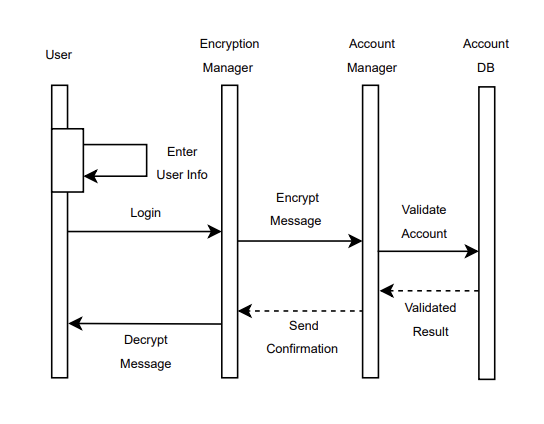 User
Encryption
Manager
Account
Manager
Account
DB
Enter
User Info
Login
Encrypt
Message
Validate
Account
Validated
Result
Send
Confirmation
Decrypt
Message